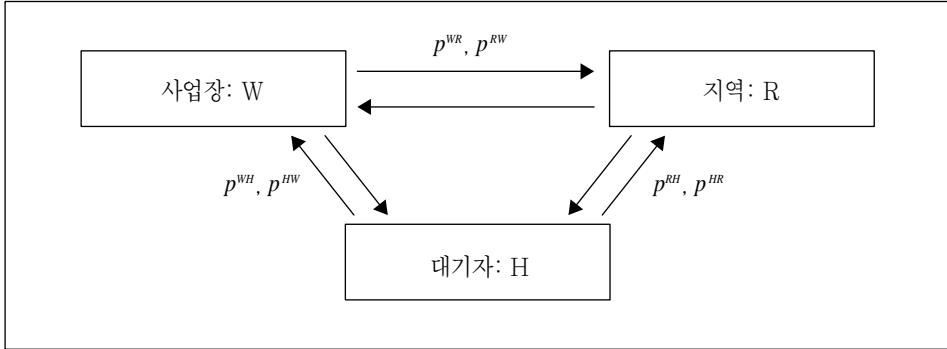 p^{WR}, p^{RW}
사업장: W
지역: R
p^{WH}, p^{HW}
p^{RH}, p^{HR}
대기자: H